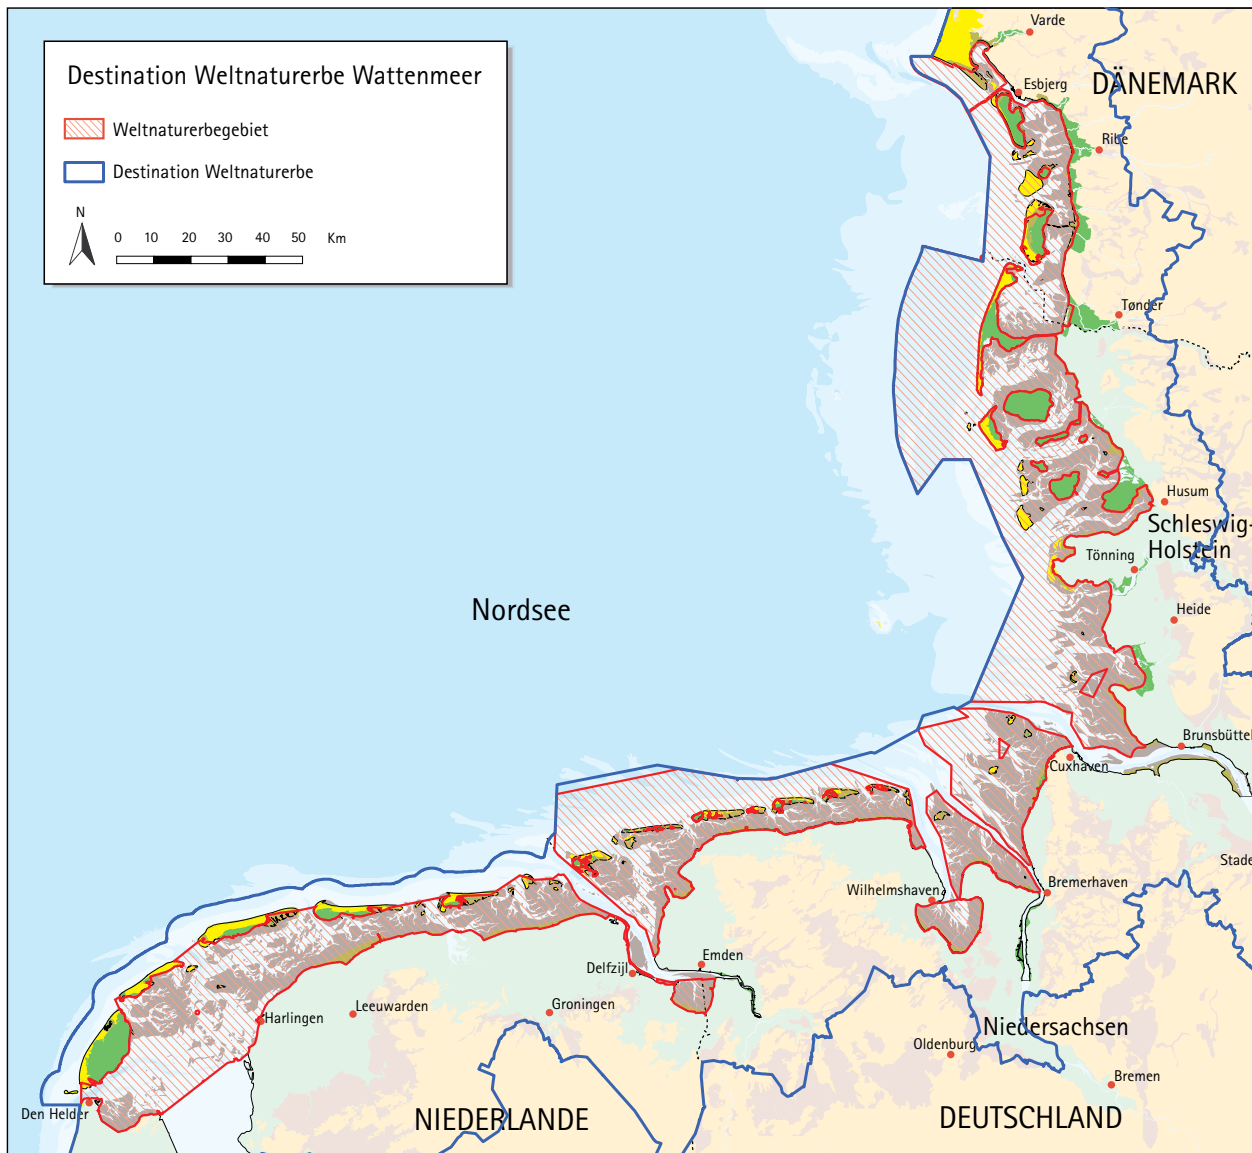 Destination Weltnaturerbe Wattenmeer
Weltnaturerbegebiet
Destination Weltnaturerbe
N
0 10 20 30 40 50 Km
Varde
Esbjerg
DÄNEMARK
Ribe
Tønder
Husum
Schleswig-
Holstein
Tönning
Heide
Nordsee
Brunsbüttel
Cuxhaven
Stade
Wilhelmshaven
Bremerhaven
Emden
Delfzijl
Leeuwarden
Groningen
Harlingen
Niedersachsen
Oldenburg
Bremen
Den Helder
NIEDERLANDE
DEUTSCHLAND